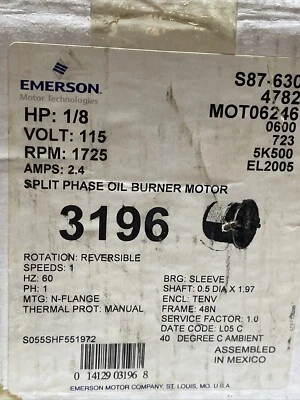 EMERSON
Motor Technologies
HP: 1/8
VOLT: 115
RPM: 1725
AMPS: 2.4
S87-630
4782
MOT06246
0600
723
5K500
EL2005
SPLIT PHASE OIL BURNER MOTOR
3196
ROTATION: REVERSIBLE
SPEEDS: 1
HZ: 60
PH: 1
MTG: N-FLANGE
THERMAL PROT: MANUAL
BRG: SLEEVE
SHAFT: 0.5 DIA X 1.97
ENCL: TENV
FRAME: 48N
SERVICE FACTOR: 1.0
DATE CODE: L05 C
40 DEGREE C AMBIENT
S055SHF551972
ASSEMBLED
IN MEXICO
0 14129 03196 8
EMERSON MOTOR COMPANY, ST. LOUIS, MO. U.S.A